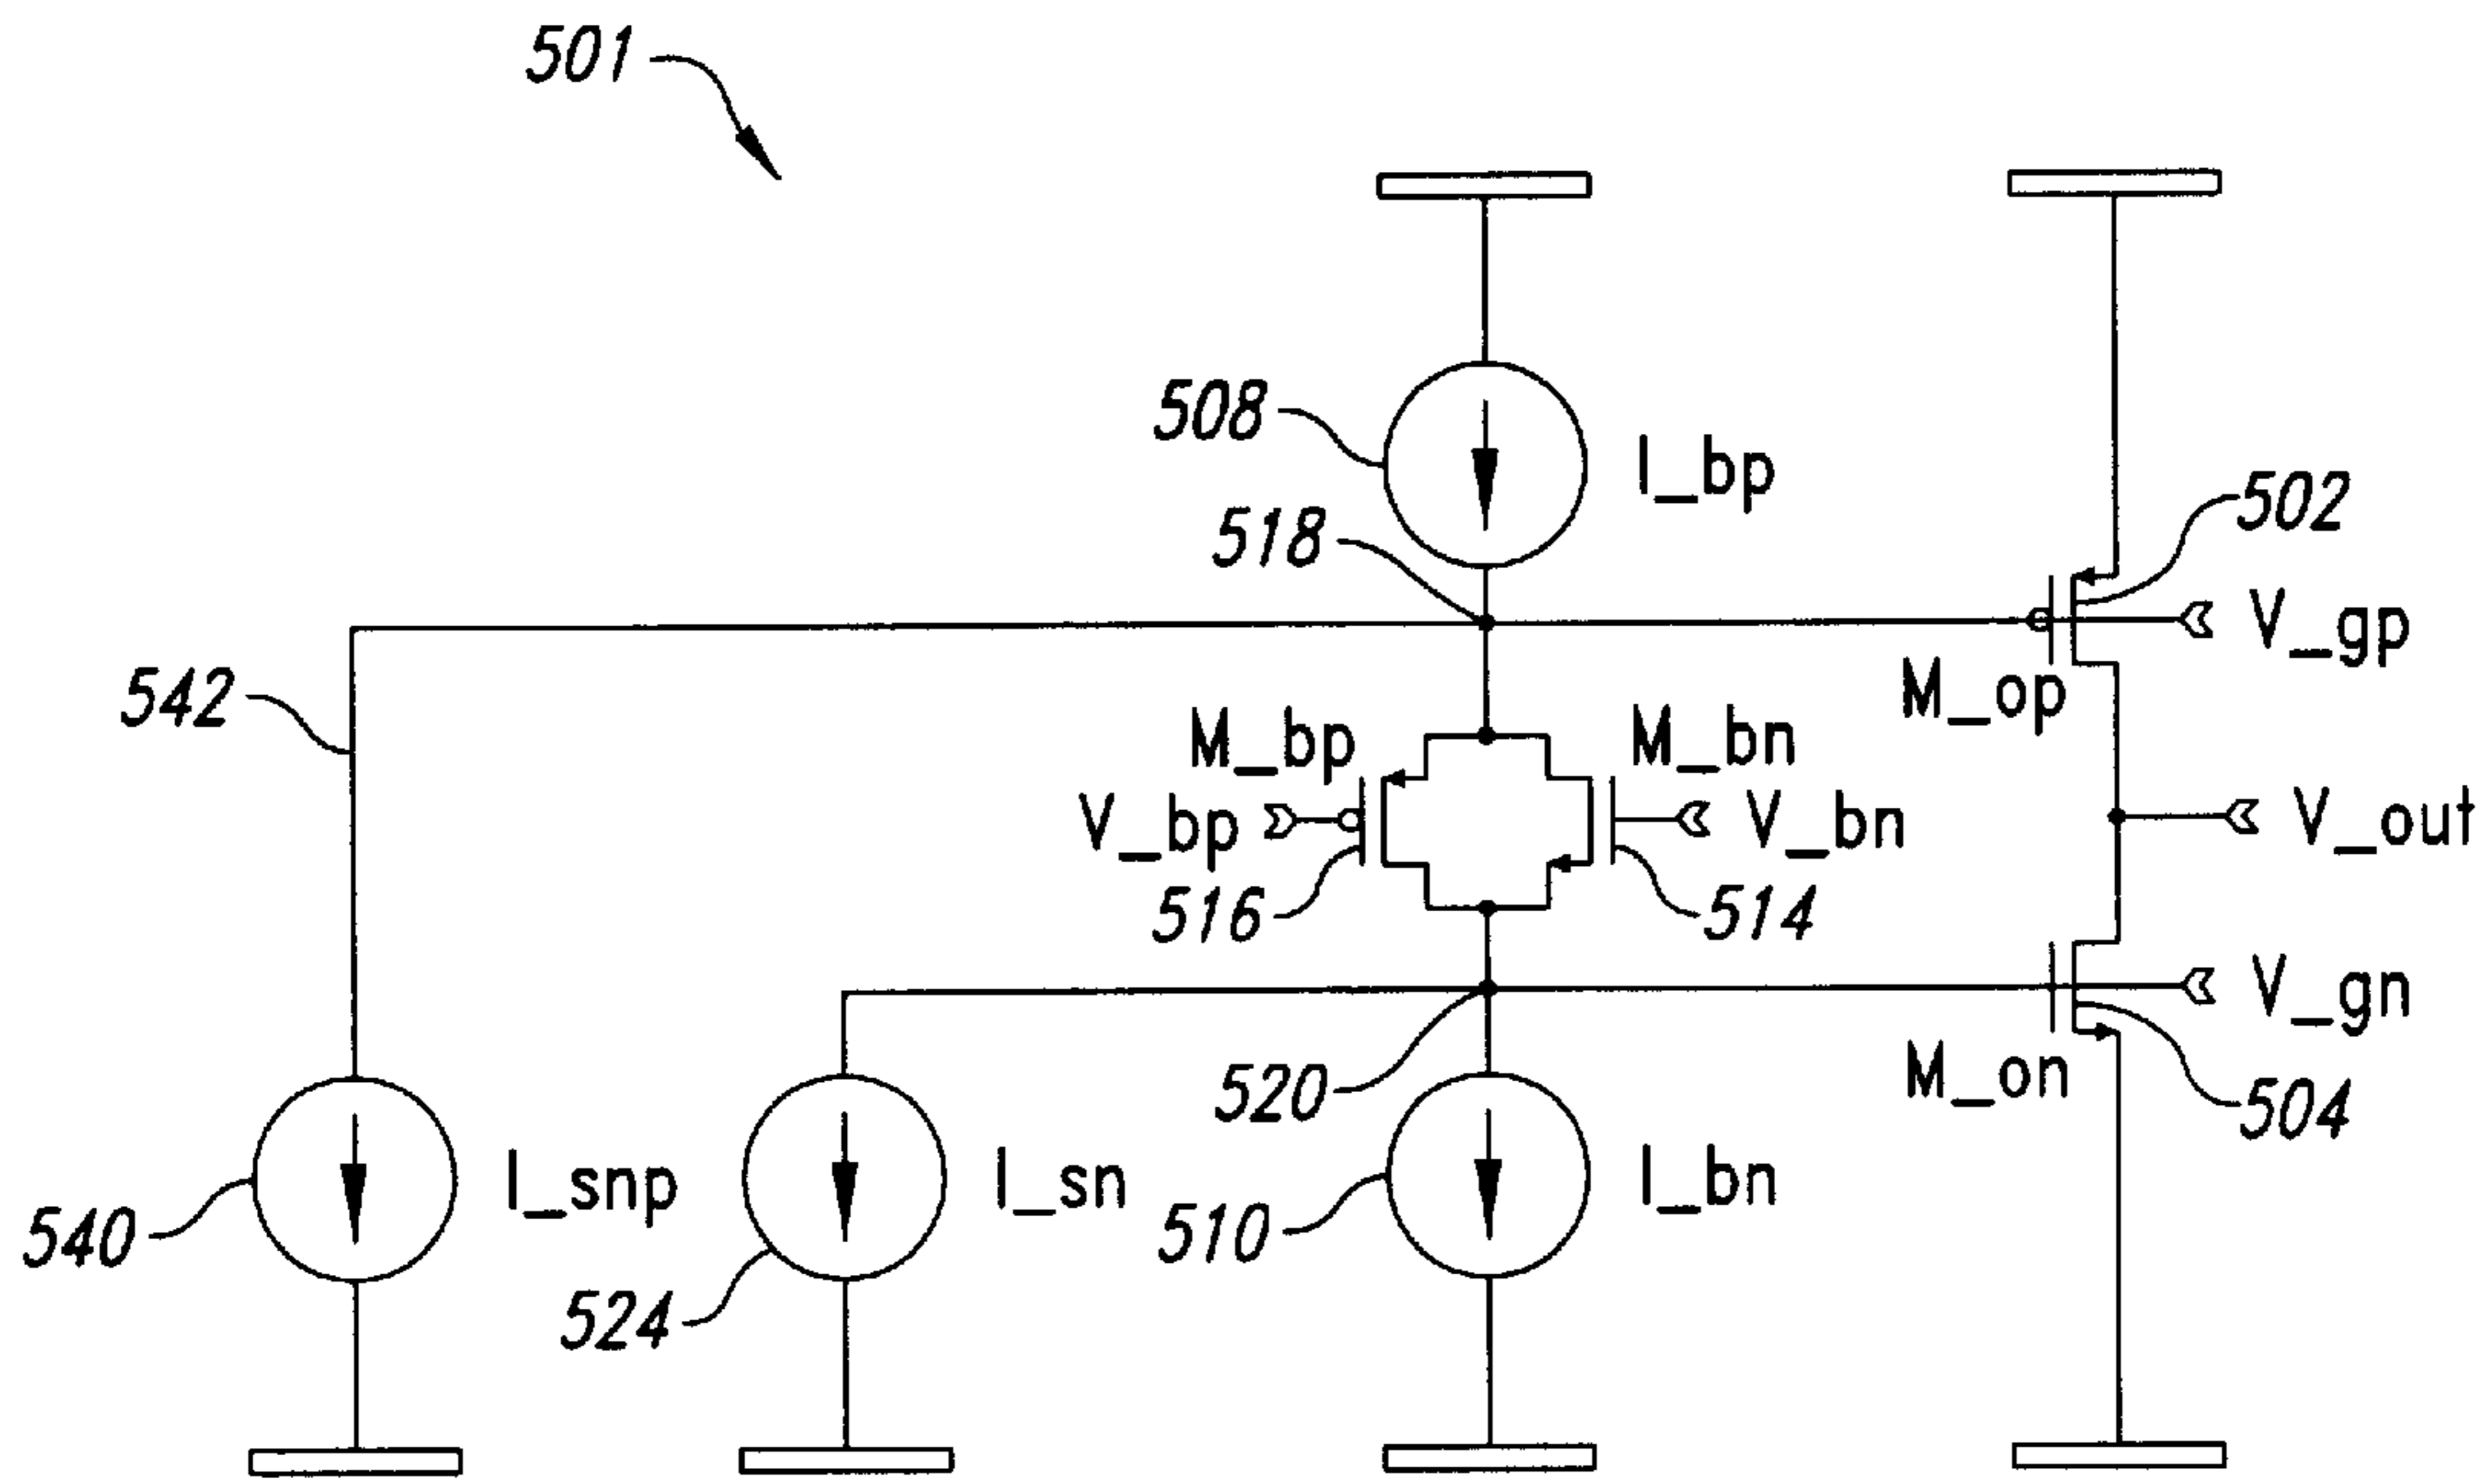 501
508
I_bp
518
502
V_gp
M_op
542
M_bp
M_bn
V_bp
V_bn
V_out
516
514
V_gn
520
M_on
504
I_snp
I_sn
I_bn
540
524
510